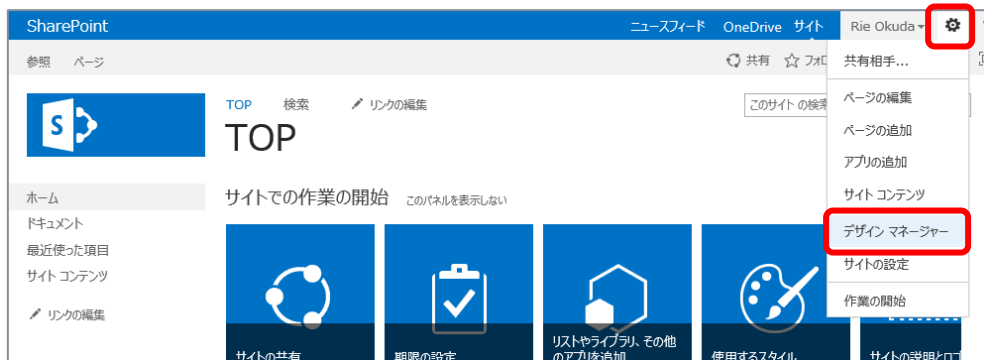 SharePoint
ニュースフィード OneDrive サイト Rie Okuda
参照 ページ
共有
共有相手...
ページの編集
ページの追加
アプリの追加
サイト コンテンツ
デザイン マネージャー
サイトの設定
作業の開始
S
TOP 検索 リンクの編集
このサイト の検索
TOP
ホーム
ドキュメント
最近使った項目
サイト コンテンツ
リンクの編集
サイトでの作業の開始 このパネルを表示しない
サイトの共有
期限の設定
リストやライブラリ、その他
のアプリを追加
使用するスタイル
サイトの説明とロゴ